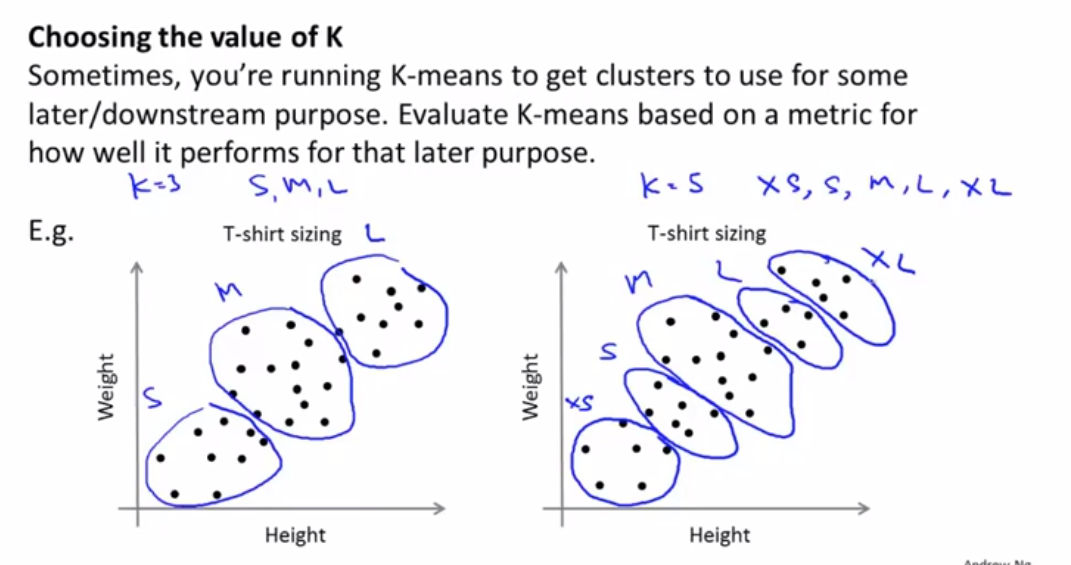 Choosing the value of K
Sometimes, you're running K-means to get clusters to use for some
later/downstream purpose. Evaluate K-means based on a metric for
how well it performs for that later purpose.
K=3 S, M, L
K=5 XS, S, M, L, XL
E.g.
T-shirt sizing
L
M
S
Weight
Height
T-shirt sizing
XL
L
M
S
XS
Weight
Height
Andrew Ng